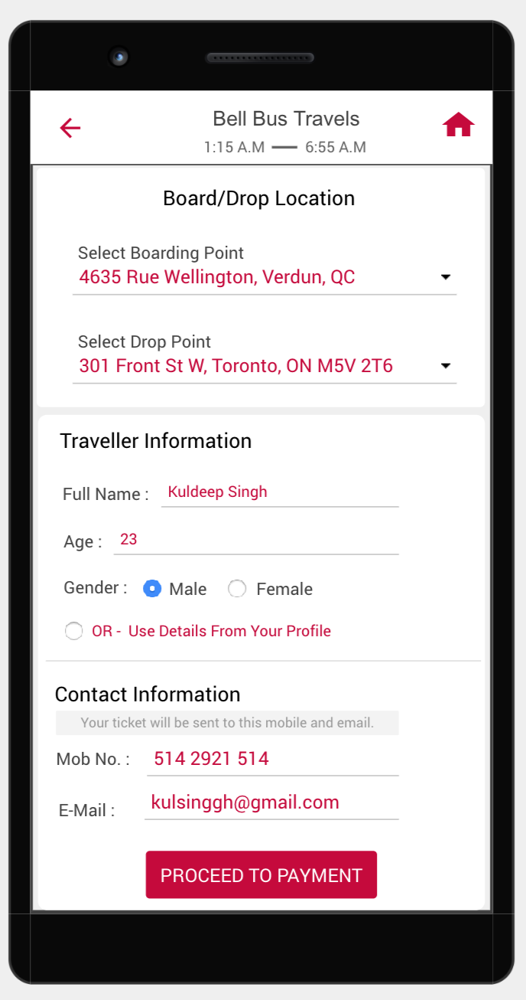 Bell Bus Travels
1:15 A.M — 6:55 A.M
Board/Drop Location
Select Boarding Point
4635 Rue Wellington, Verdun, QC
Select Drop Point
301 Front St W, Toronto, ON M5V 2T6
Traveller Information
Full Name : Kuldeep Singh
Age : 23
Gender : Male Female
OR - Use Details From Your Profile
Contact Information
Your ticket will be sent to this mobile and email.
Mob No. : 514 2921 514
E-Mail : kulsinggh@gmail.com
PROCEED TO PAYMENT